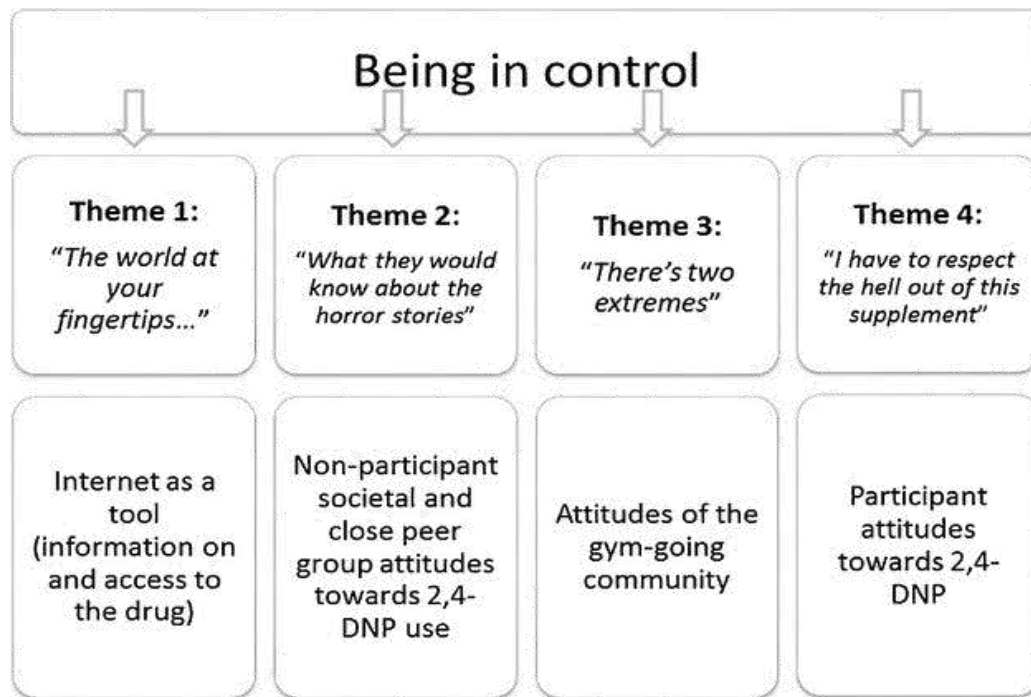 Being in control
Theme 1:
“The world at
your
fingertips…”
Theme 2:
“What they would
know about the
horror stories”
Theme 3:
“There’s two
extremes”
Theme 4:
“I have to respect
the hell out of this
supplement”
Internet as a
tool
(information on
and access to
the drug)
Non-participant
societal and
close peer
group attitudes
towards 2,4-
DNP use
Attitudes of the
gym-going
community
Participant
attitudes
towards 2,4-
DNP